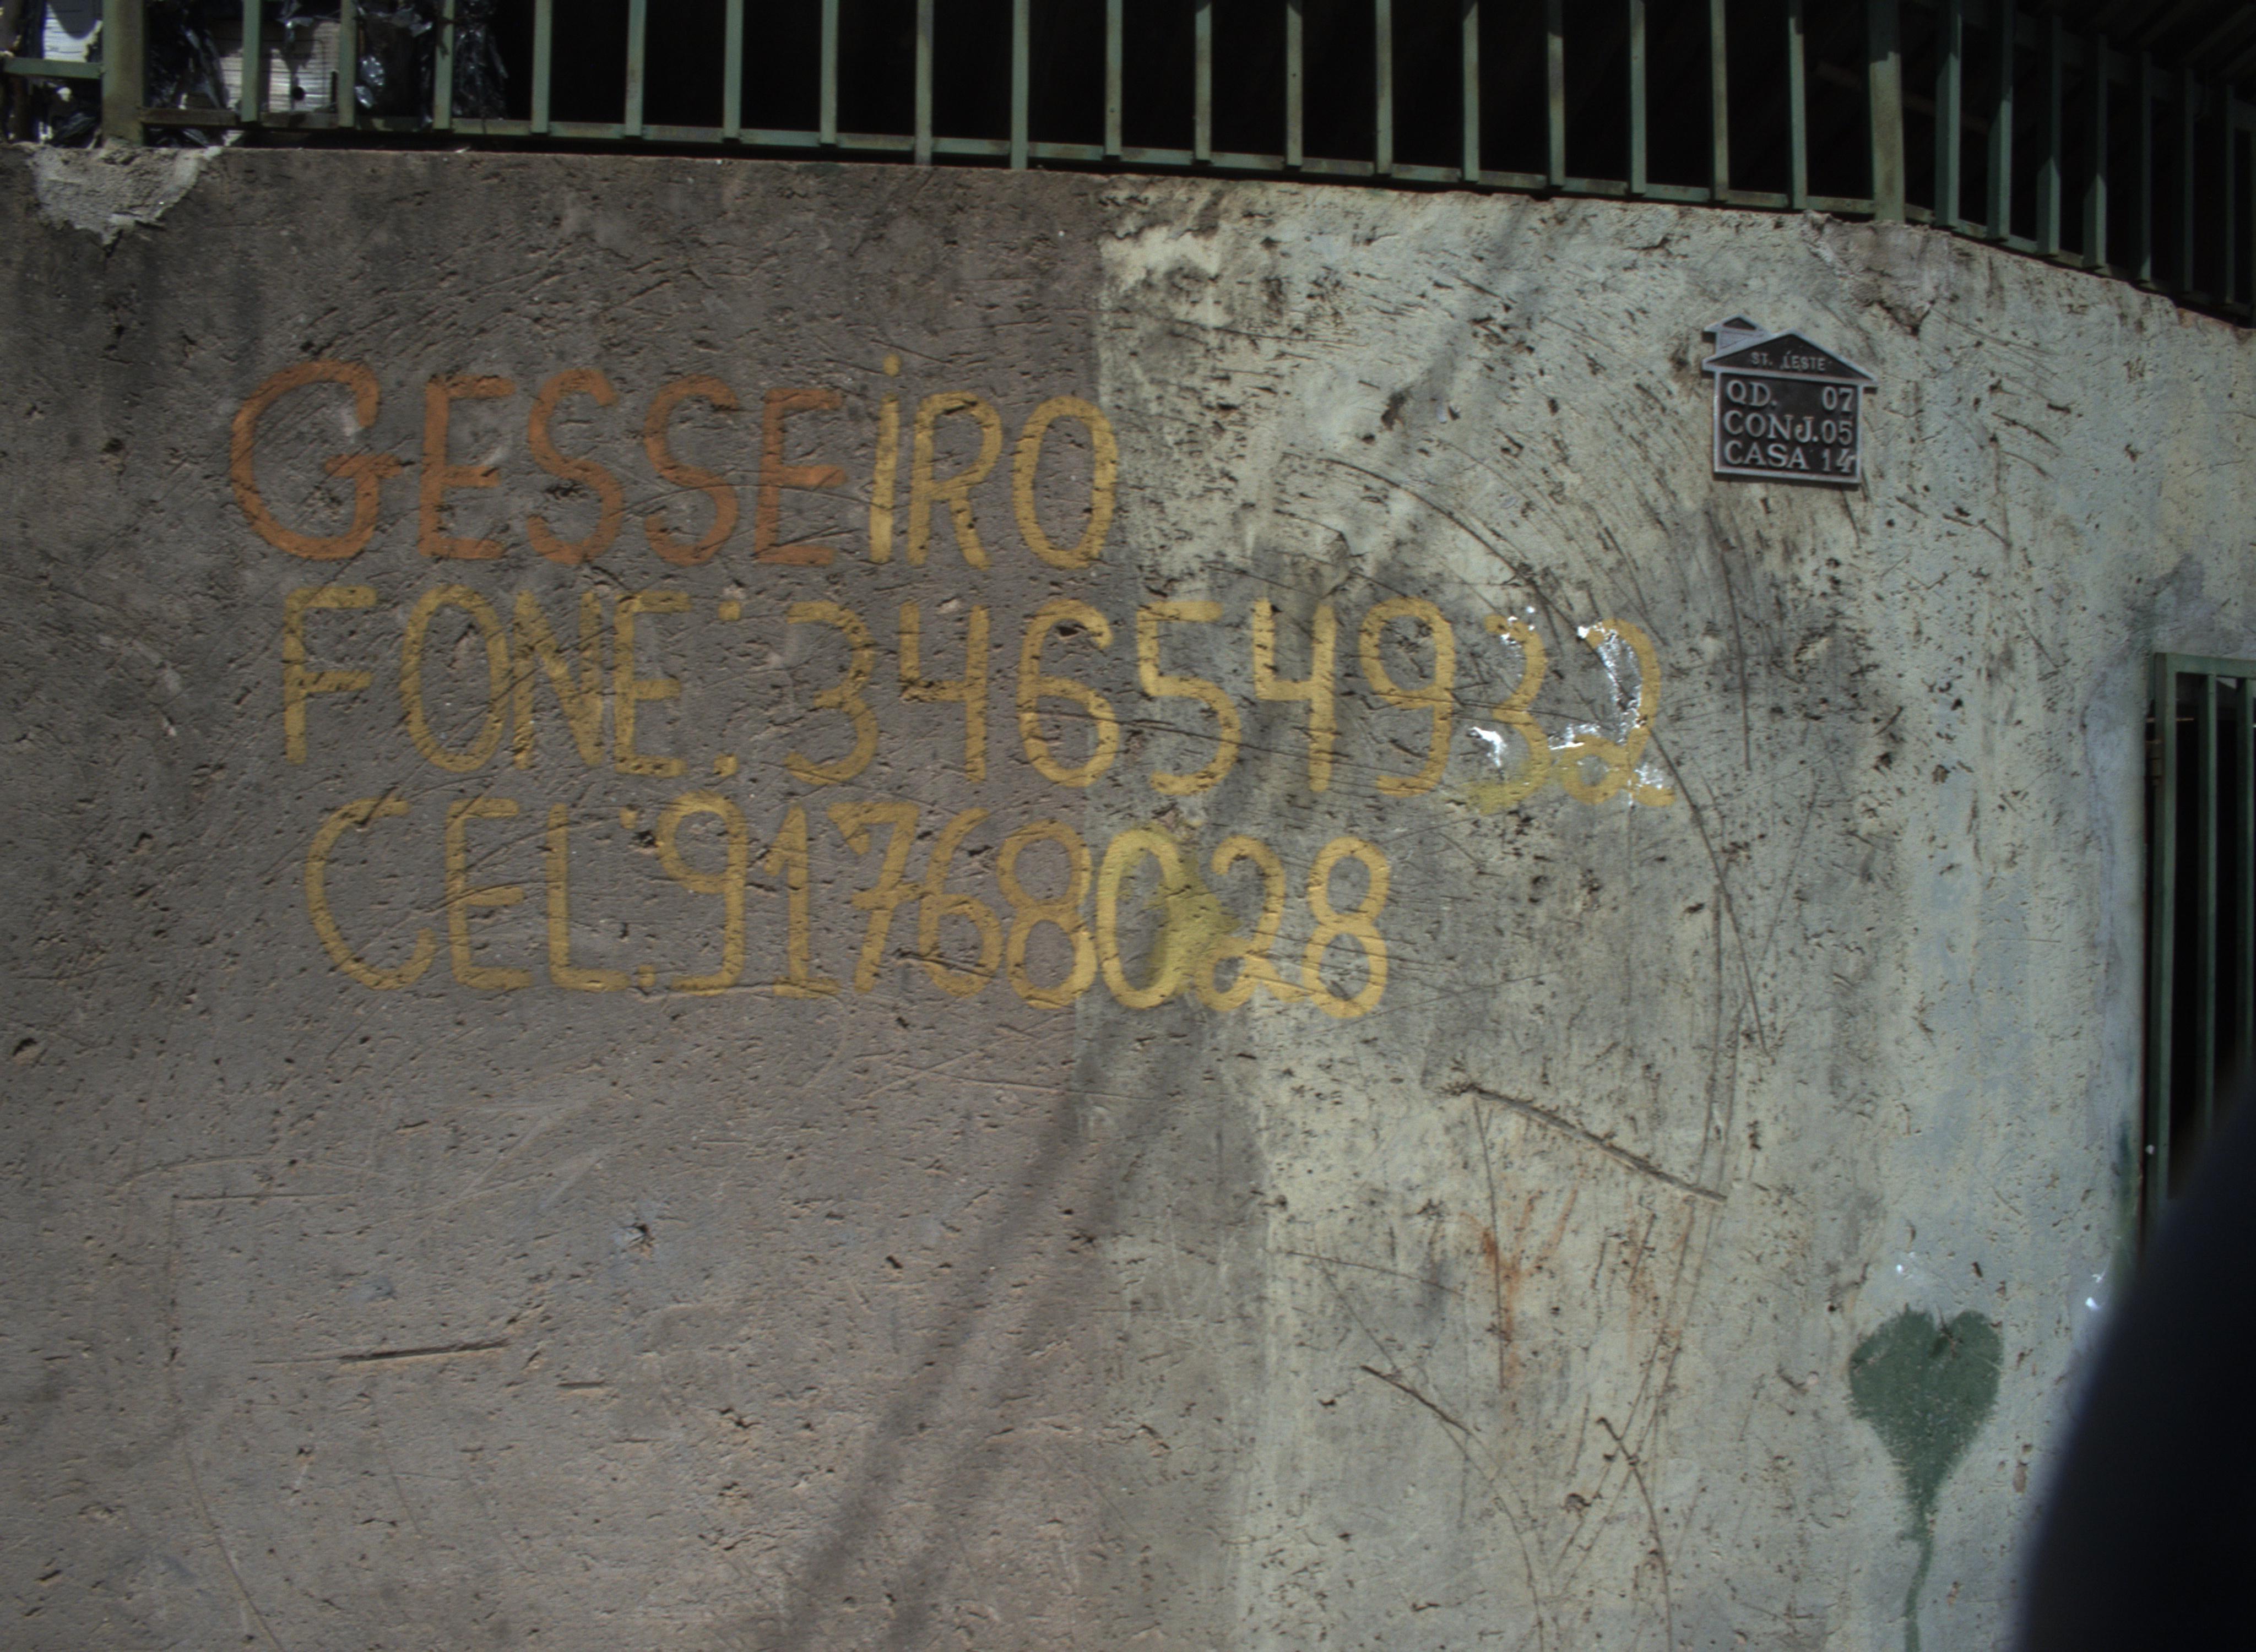 GESSEiRO
FONE: 34654932
CEL: 91768028
ST. LESTE
QD. 07
CONJ. 05
CASA 14